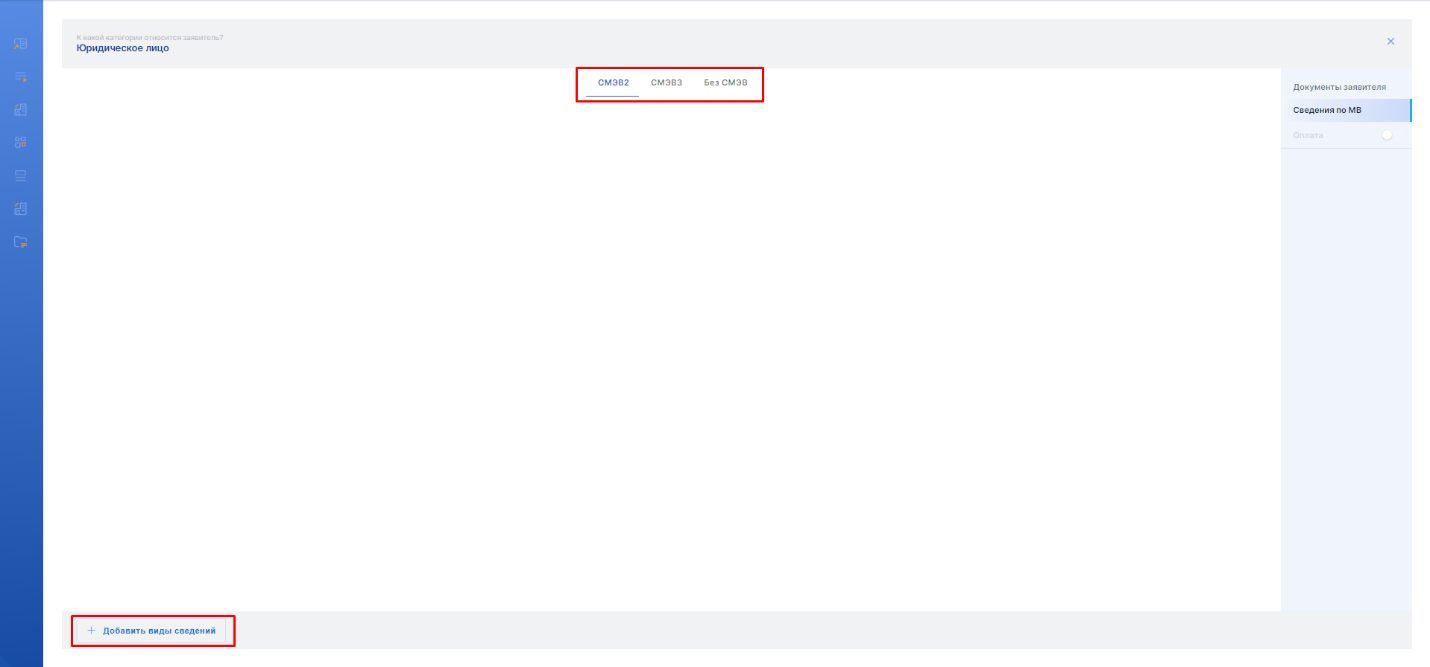 К какой категории относится заявитель?
Юридическое лицо
СМЭВ2 СМЭВ3 Без СМЭВ
Документы заявителя
Сведения по МВ
Оплата
Добавить виды сведений